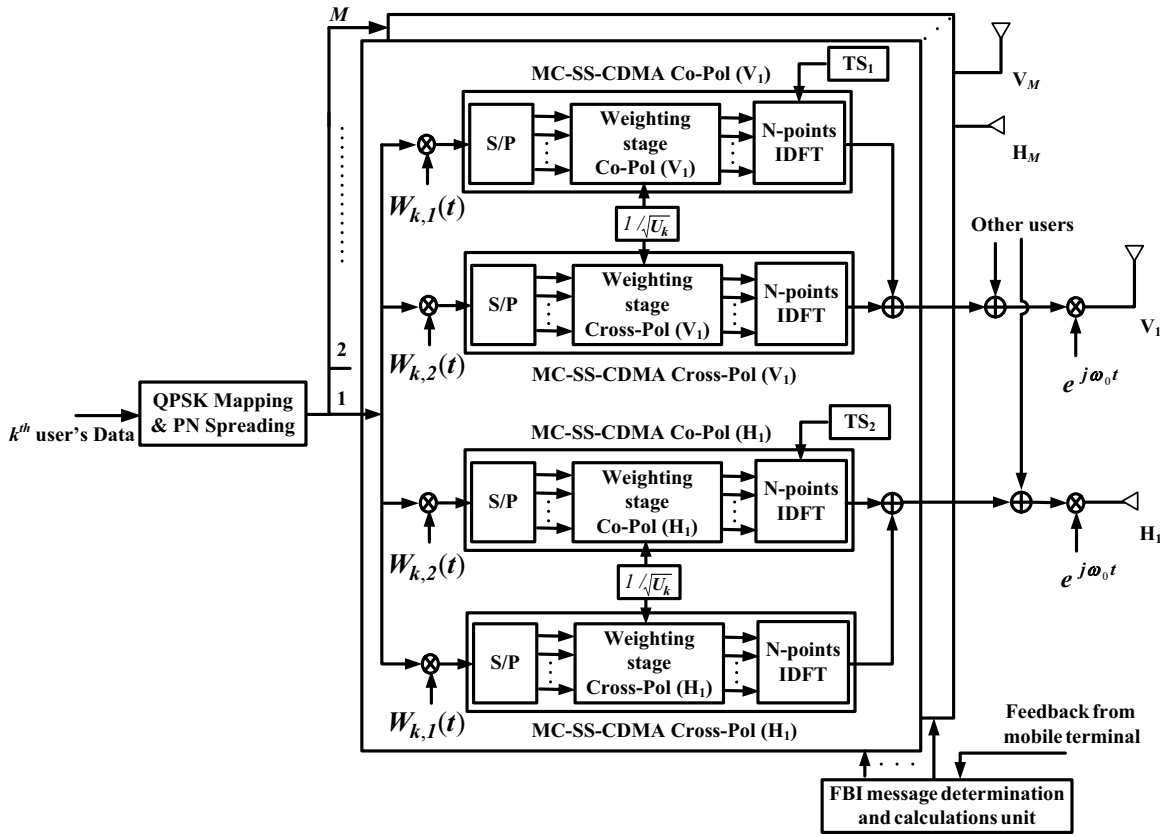 M
MC-SS-CDMA Co-Pol (V₁)
TS₁
V_M
S/P
Weighting
stage
Co-Pol (V₁)
N-points
IDFT
H_M
W_{k,1}(t)
1/√U_k
Other users
S/P
Weighting
stage
Cross-Pol (V₁)
N-points
IDFT
V₁
W_{k,2}(t)
MC-SS-CDMA Cross-Pol (V₁)
e^{jω₀t}
2
1
QPSK Mapping
& PN Spreading
k^{th} user's Data
MC-SS-CDMA Co-Pol (H₁)
TS₂
S/P
Weighting
stage
Co-Pol (H₁)
N-points
IDFT
H₁
W_{k,2}(t)
1/√U_k
e^{jω₀t}
S/P
Weighting
stage
Cross-Pol (H₁)
N-points
IDFT
W_{k,1}(t)
MC-SS-CDMA Cross-Pol (H₁)
Feedback from
mobile terminal
FBI message determination
and calculations unit